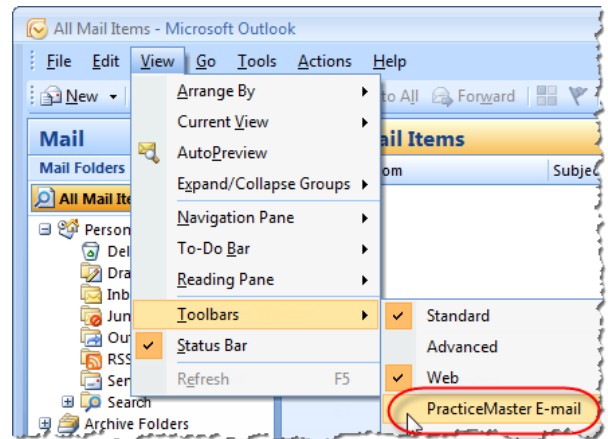 All Mail Items - Microsoft Outlook
File Edit View Go Tools Actions Help
New to All Forward
Mail ail Items
Mail Folders om Subjec
All Mail Ite
Person
Del
Dra
Inb
Jun
Ou
RSS
Sen
Search
Archive Folders
Arrange By
Current View
AutoPreview
Expand/Collapse Groups
Navigation Pane
To-Do Bar
Reading Pane
Toolbars
Status Bar
Refresh F5
Standard
Advanced
Web
PracticeMaster E-mail